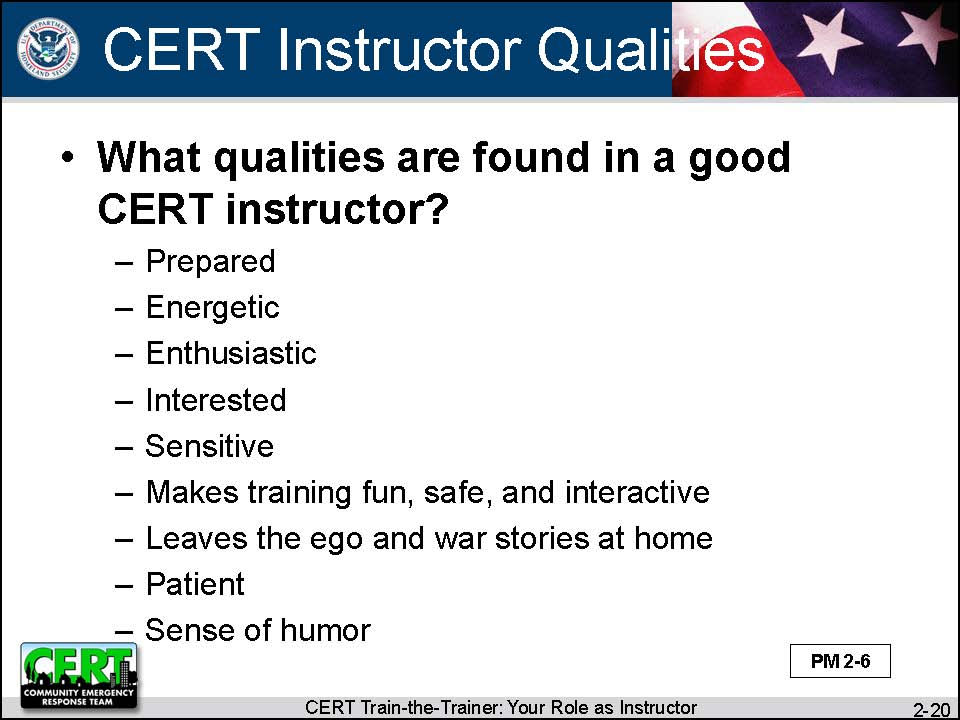 U.S. DEPARTMENT OF
HOMELAND SECURITY
CERT Instructor Qualities
• What qualities are found in a good
CERT instructor?
– Prepared
– Energetic
– Enthusiastic
– Interested
– Sensitive
– Makes training fun, safe, and interactive
– Leaves the ego and war stories at home
– Patient
– Sense of humor
PM 2-6
CERT
COMMUNITY EMERGENCY
RESPONSE TEAM
CERT Train-the-Trainer: Your Role as Instructor
2-20